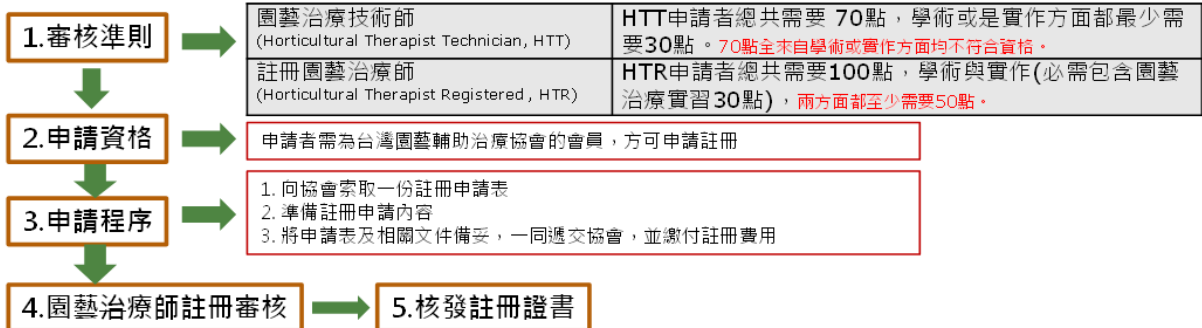 1.審核準則
園藝治療技術師
(Horticultural Therapist Technician, HTT)
HTT申請者總共需要 70點，學術或是實作方面都最少需
要30點。70點全來自學術或實作方面均不符合資格。
註冊園藝治療師
(Horticultural Therapist Registered , HTR)
HTR申請者總共需要100點，學術與實作(必需包含園藝
治療實習30點)，兩方面都至少需要50點。
2.申請資格
申請者需為台灣園藝輔助治療協會的會員，方可申請註冊
3.申請程序
1. 向協會索取一份註冊申請表
2. 準備註冊申請內容
3. 將申請表及相關文件備妥，一同遞交協會，並繳付註冊費用
4.園藝治療師註冊審核
5.核發註冊證書